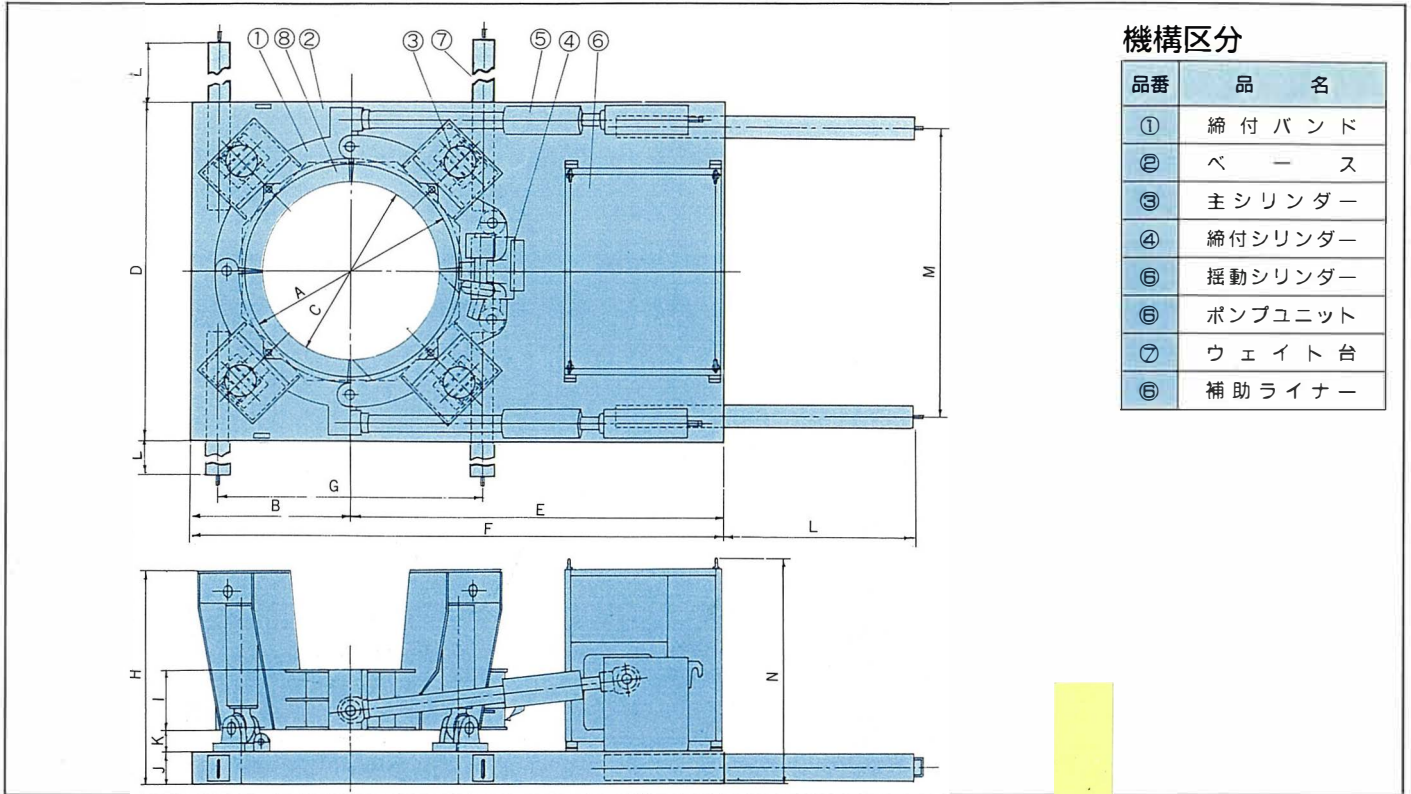 ①⑧② ③⑦ ⑤④⑥
L
D
L
A
C
M
G
B E
F L
H
I
K
J
N
機構区分
品番 品名
① 締付バンド
② ベース
③ 主シリンダー
④ 締付シリンダー
⑥ 揺動シリンダー
⑥ ポンプユニット
⑦ ウェイト台
⑥ 補助ライナー